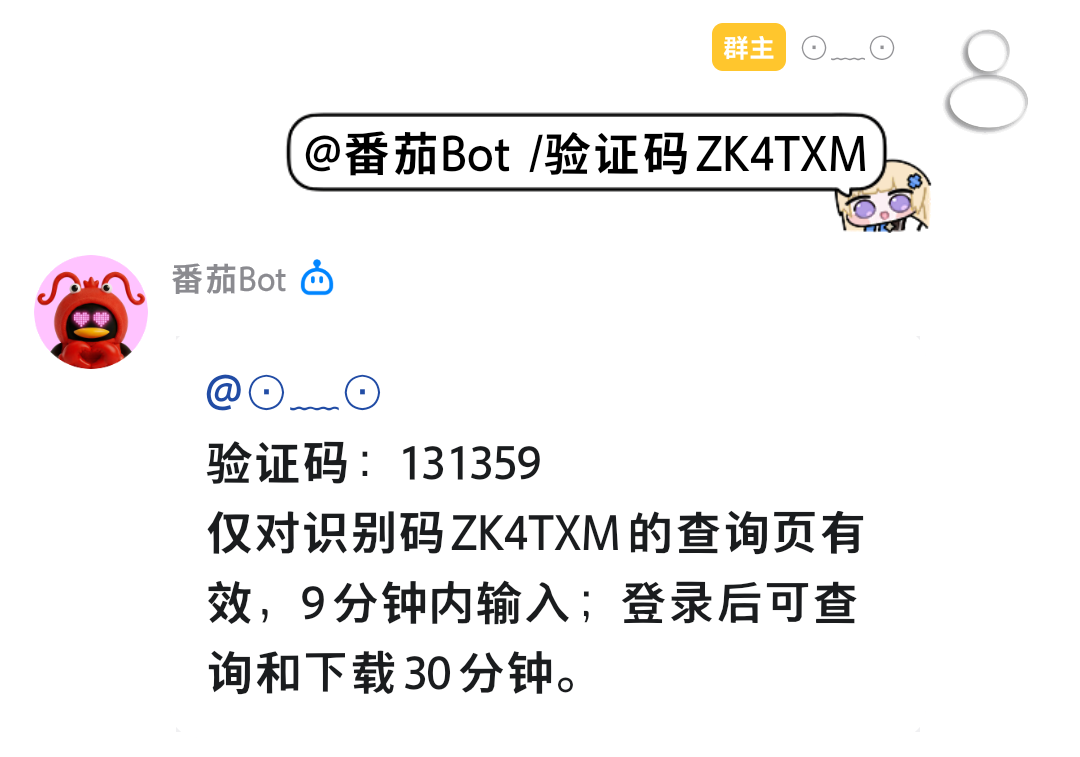 群主 ⊙﹏⊙
@番茄Bot /验证码 ZK4TXM
番茄Bot
@⊙﹏⊙
验证码：131359
仅对识别码ZK4TXM的查询页有
效，9分钟内输入；登录后可查
询和下载30分钟。